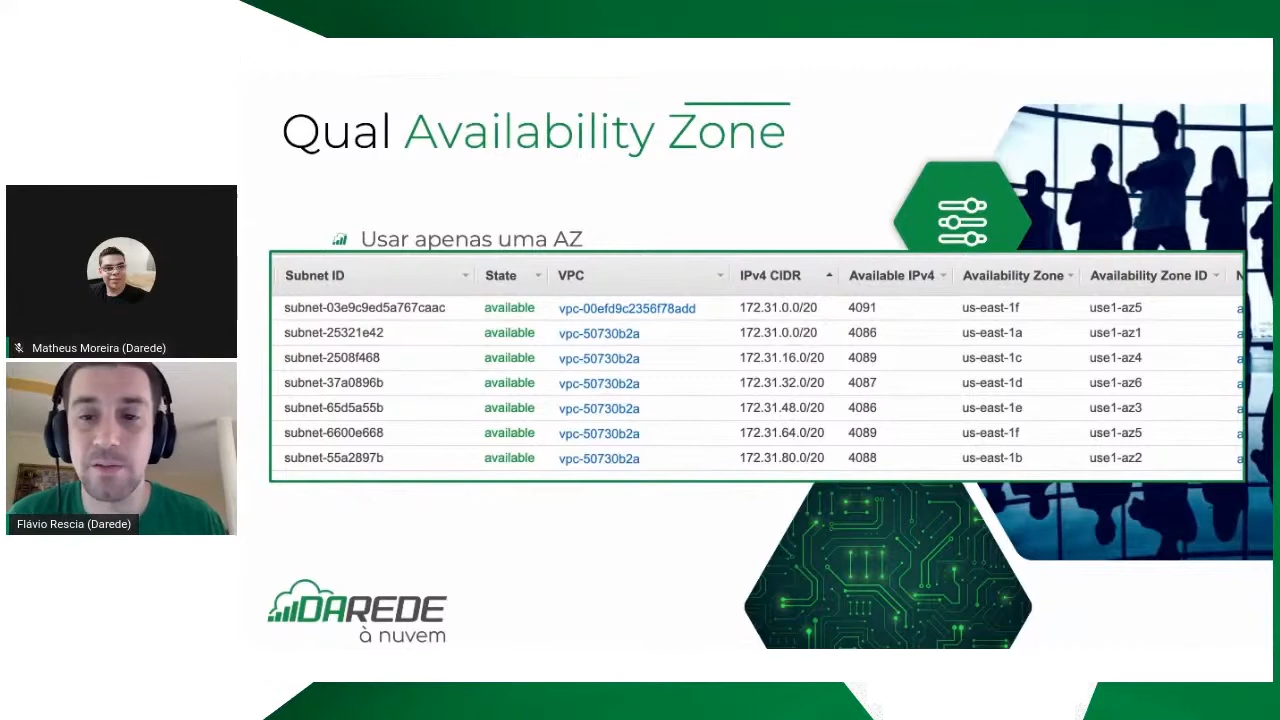 Qual Availability Zone
Usar apenas uma AZ
Subnet ID State VPC IPv4 CIDR Available IPv4 Availability Zone Availability Zone ID N
subnet-03e9c9ed5a767caac available vpc-00efd9c2356f78add 172.31.0.0/20 4091 us-east-1f use1-az5 a
subnet-25321e42 available vpc-50730b2a 172.31.0.0/20 4086 us-east-1a use1-az1
subnet-2508f468 available vpc-50730b2a 172.31.16.0/20 4089 us-east-1c use1-az4 a
subnet-37a0896b available vpc-50730b2a 172.31.32.0/20 4087 us-east-1d use1-az6 a
subnet-65d5a55b available vpc-50730b2a 172.31.48.0/20 4086 us-east-1e use1-az3 a
subnet-6600e668 available vpc-50730b2a 172.31.64.0/20 4089 us-east-1f use1-az5 a
subnet-55a2897b available vpc-50730b2a 172.31.80.0/20 4088 us-east-1b use1-az2 a
Matheus Moreira (Darede)
Flávio Rescia (Darede)
DAREDE
à nuvem